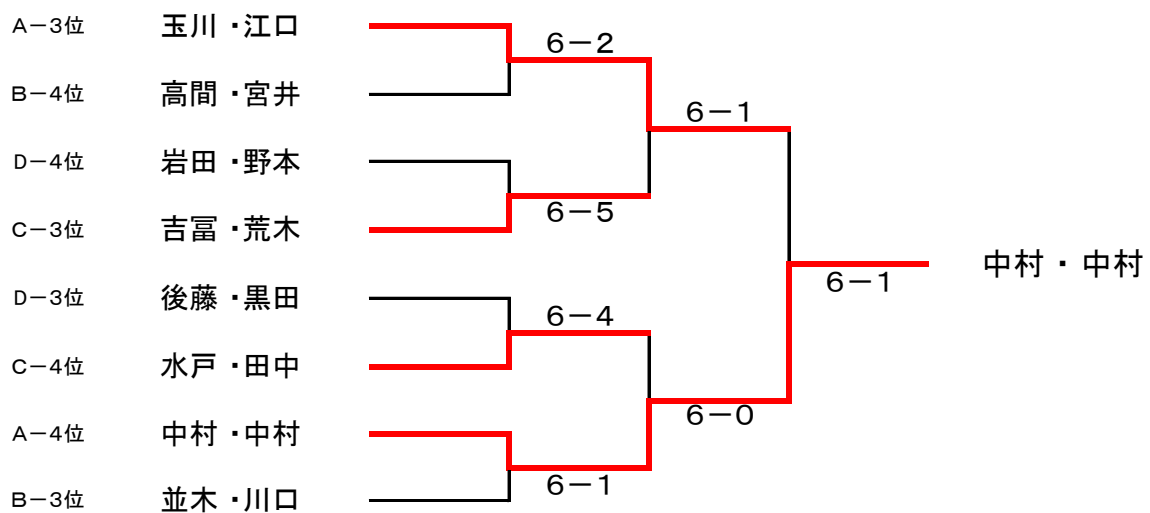 A－3位 玉川・江口
6－2
B－4位 高間・宮井
6－1
D－4位 岩田・野本
6－5
C－3位 吉冨・荒木
中村・中村
6－1
D－3位 後藤・黒田
6－4
C－4位 水戸・田中
6－0
A－4位 中村・中村
6－1
B－3位 並木・川口